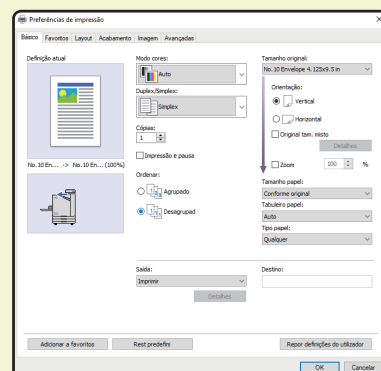 Preferências de impressão
Básico Favoritos Layout Acabamento Imagem Avançadas
Definição atual
No. 10 En... -> No. 10 En... (100%)
Modo cores:
Auto
Duplex/Simplex:
Simplex
Cópias:
1
Impressão e pausa
Ordenar:
Agrupado
Desagrupad
Tamanho original:
No. 10 Envelope 4.125x9.5 in
Orientação:
Vertical
Horizontal
Original tam. misto
Detalhes
Zoom 100 %
Tamanho papel:
Conforme original
Tabuleiro papel:
Auto
Tipo papel:
Qualquer
Saída:
Imprimir
Detalhes
Destino:
Adicionar a favoritos Rest predefini Repor definições do utilizador
OK Cancelar